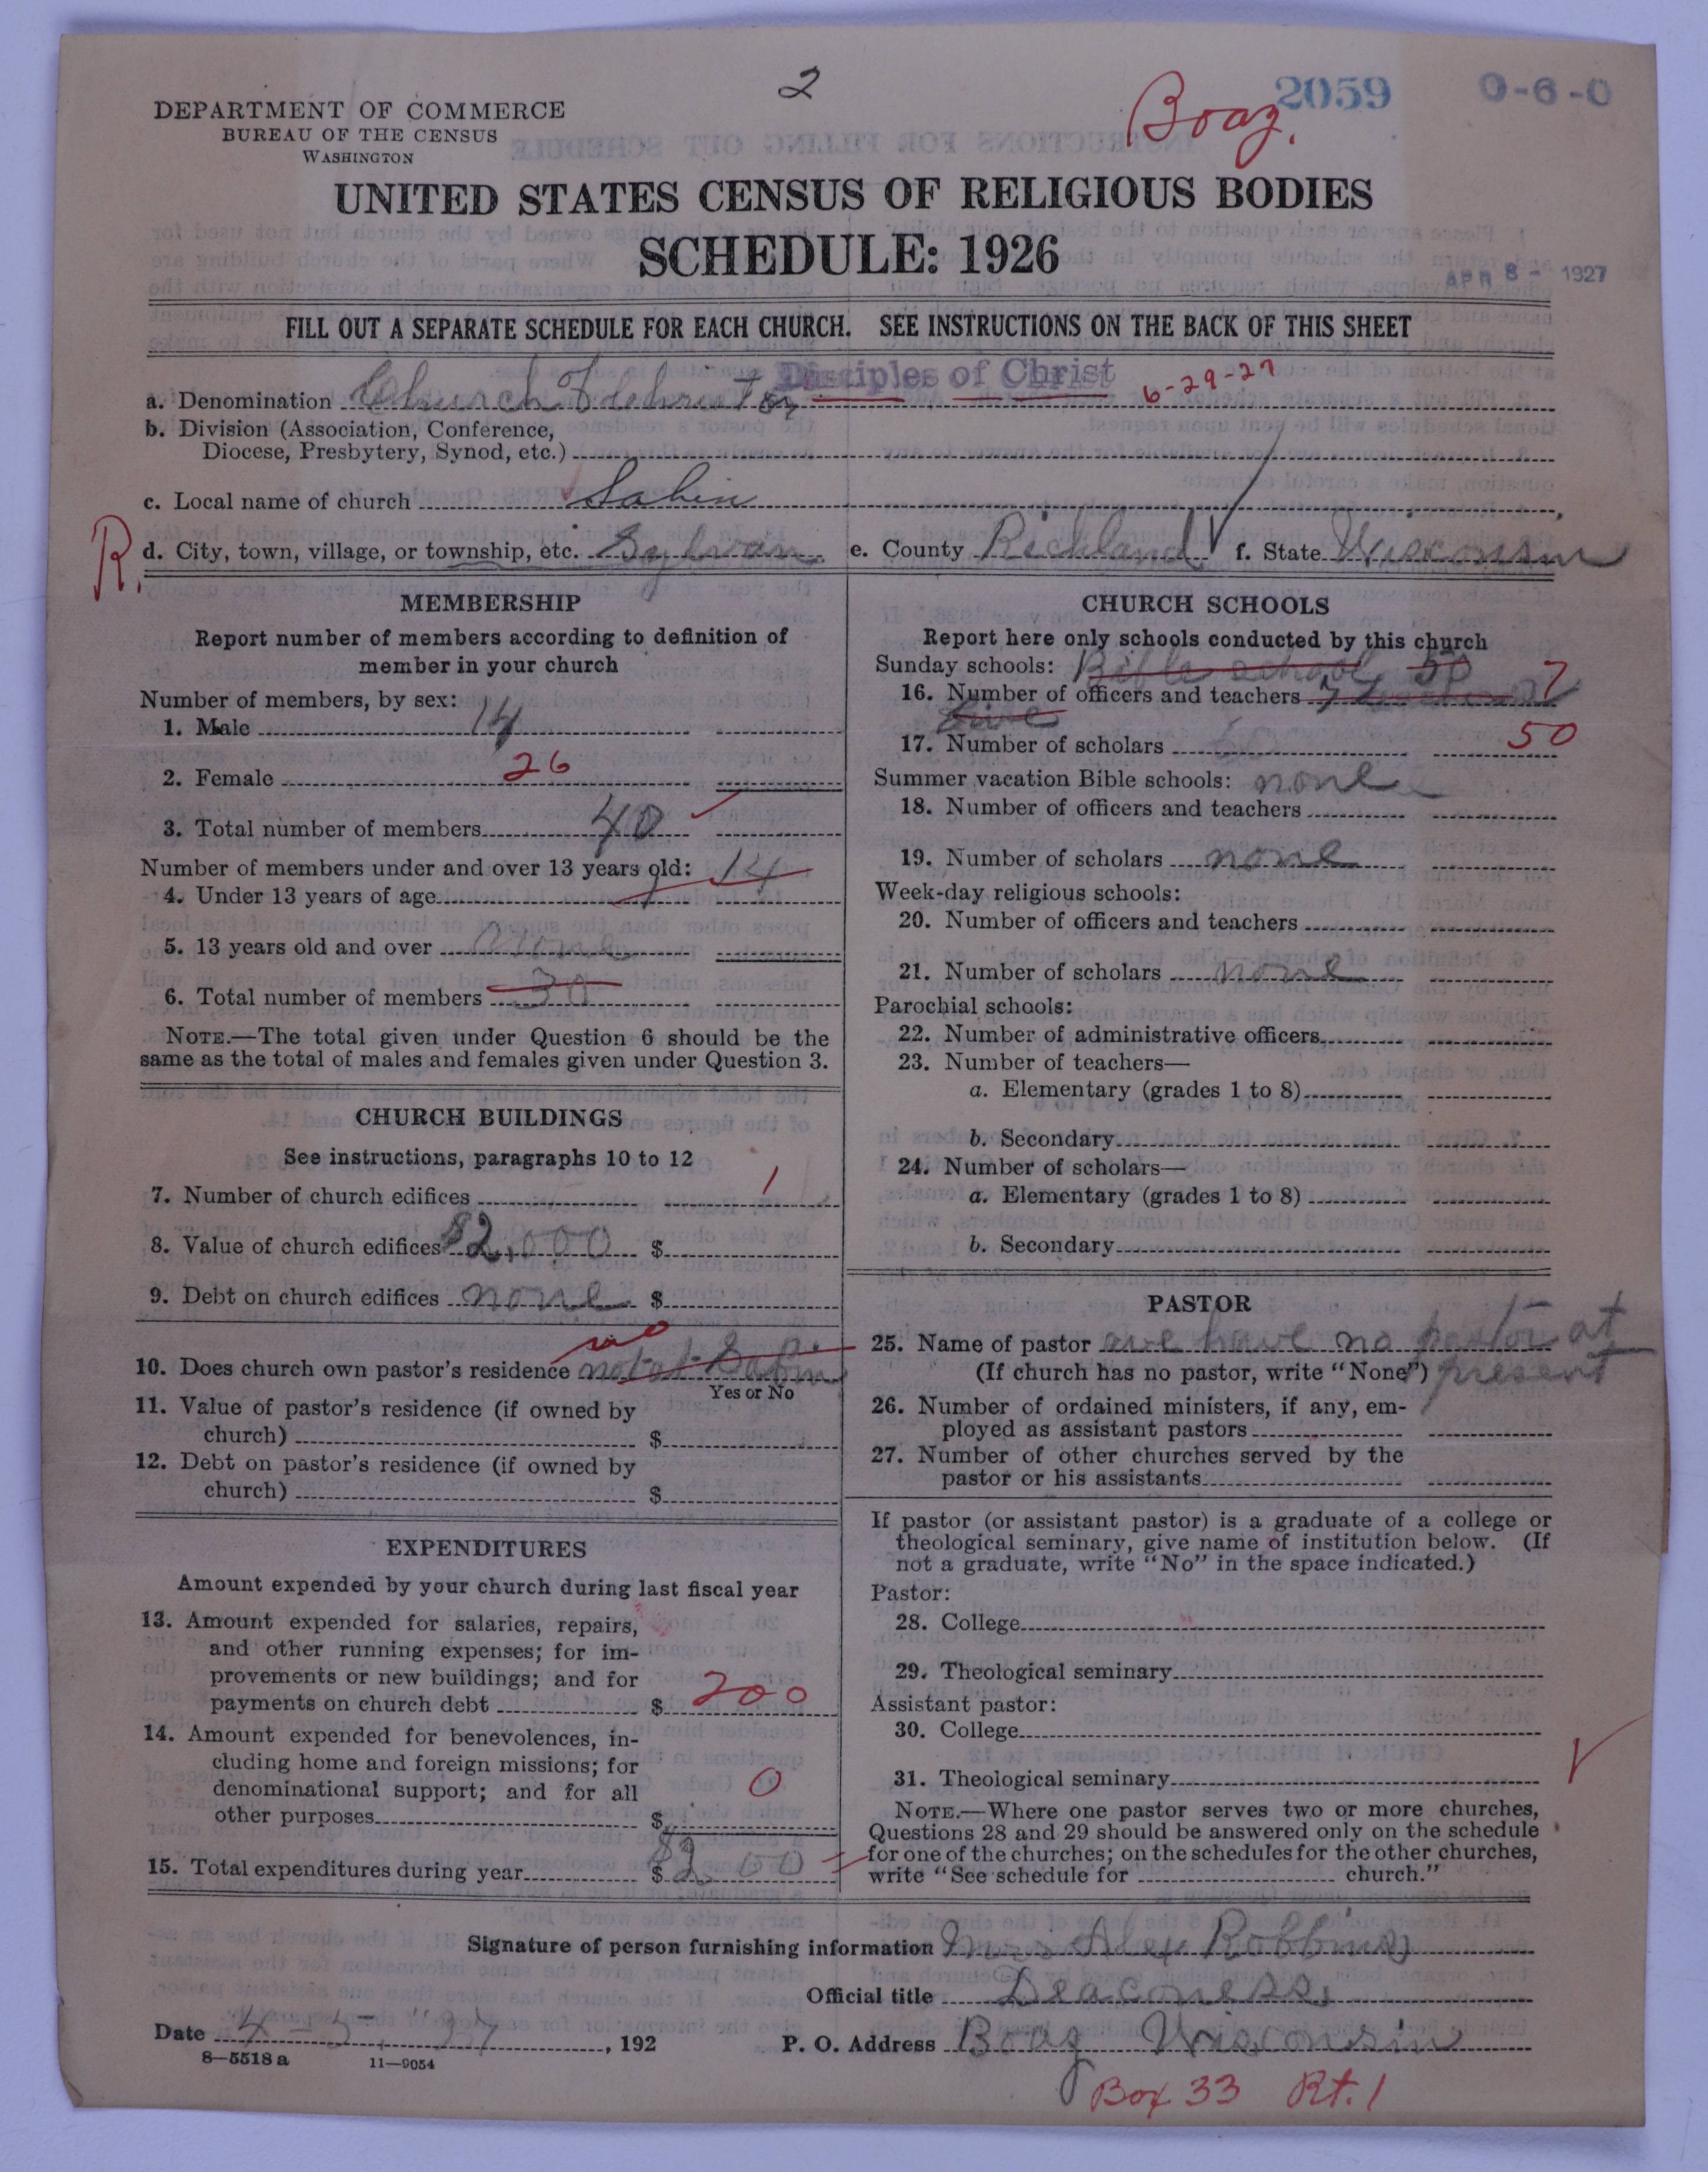 2
Boaz.
2059
0-6-0
DEPARTMENT OF COMMERCE
BUREAU OF THE CENSUS
WASHINGTON
UNITED STATES CENSUS OF RELIGIOUS BODIES
SCHEDULE: 1926
APR 8 - 1927
FILL OUT A SEPARATE SCHEDULE FOR EACH CHURCH. SEE INSTRUCTIONS ON THE BACK OF THIS SHEET
a. Denomination Church of Christ or Disciples of Christ 6-29-27
b. Division (Association, Conference,
Diocese, Presbytery, Synod, etc.)
c. Local name of church Sabin
R. d. City, town, village, or township, etc. Sylvan e. County Richland f. State Wisconsin
MEMBERSHIP
Report number of members according to definition of
member in your church
Number of members, by sex:
1. Male 14
2. Female 26
3. Total number of members 40
Number of members under and over 13 years old: 14
4. Under 13 years of age
5. 13 years old and over none
6. Total number of members 30
NOTE.—The total given under Question 6 should be the
same as the total of males and females given under Question 3.
CHURCH BUILDINGS
See instructions, paragraphs 10 to 12
7. Number of church edifices 1
8. Value of church edifices $2,000 $
9. Debt on church edifices none $
no
10. Does church own pastor's residence not at Sabin
Yes or No
11. Value of pastor's residence (if owned by
church) $
12. Debt on pastor's residence (if owned by
church) $
EXPENDITURES
Amount expended by your church during last fiscal year
13. Amount expended for salaries, repairs,
and other running expenses; for im-
provements or new buildings; and for
payments on church debt $ 200
14. Amount expended for benevolences, in-
cluding home and foreign missions; for
denominational support; and for all
other purposes $ 0
15. Total expenditures during year $ $2 00
CHURCH SCHOOLS
Report here only schools conducted by this church
Sunday schools: Bible school 50
16. Number of officers and teachers 7 7
five
17. Number of scholars 50
Summer vacation Bible schools: none
18. Number of officers and teachers
19. Number of scholars none
Week-day religious schools:
20. Number of officers and teachers
21. Number of scholars none
Parochial schools:
22. Number of administrative officers
23. Number of teachers—
a. Elementary (grades 1 to 8)
b. Secondary
24. Number of scholars—
a. Elementary (grades 1 to 8)
b. Secondary
PASTOR
25. Name of pastor we have no pastor at
(If church has no pastor, write "None") present
26. Number of ordained ministers, if any, em-
ployed as assistant pastors
27. Number of other churches served by the
pastor or his assistants
If pastor (or assistant pastor) is a graduate of a college or
theological seminary, give name of institution below. (If
not a graduate, write "No" in the space indicated.)
Pastor:
28. College
29. Theological seminary
Assistant pastor:
30. College
31. Theological seminary
NOTE.—Where one pastor serves two or more churches,
Questions 28 and 29 should be answered only on the schedule
for one of the churches; on the schedules for the other churches,
write "See schedule for church."
Signature of person furnishing information Mrs Alex Robbins
Official title Deaconess
Date 4-5-"27 , 192
P. O. Address Boaz Wisconsin
8-5518a 11-9054
Box 33 Rt. 1